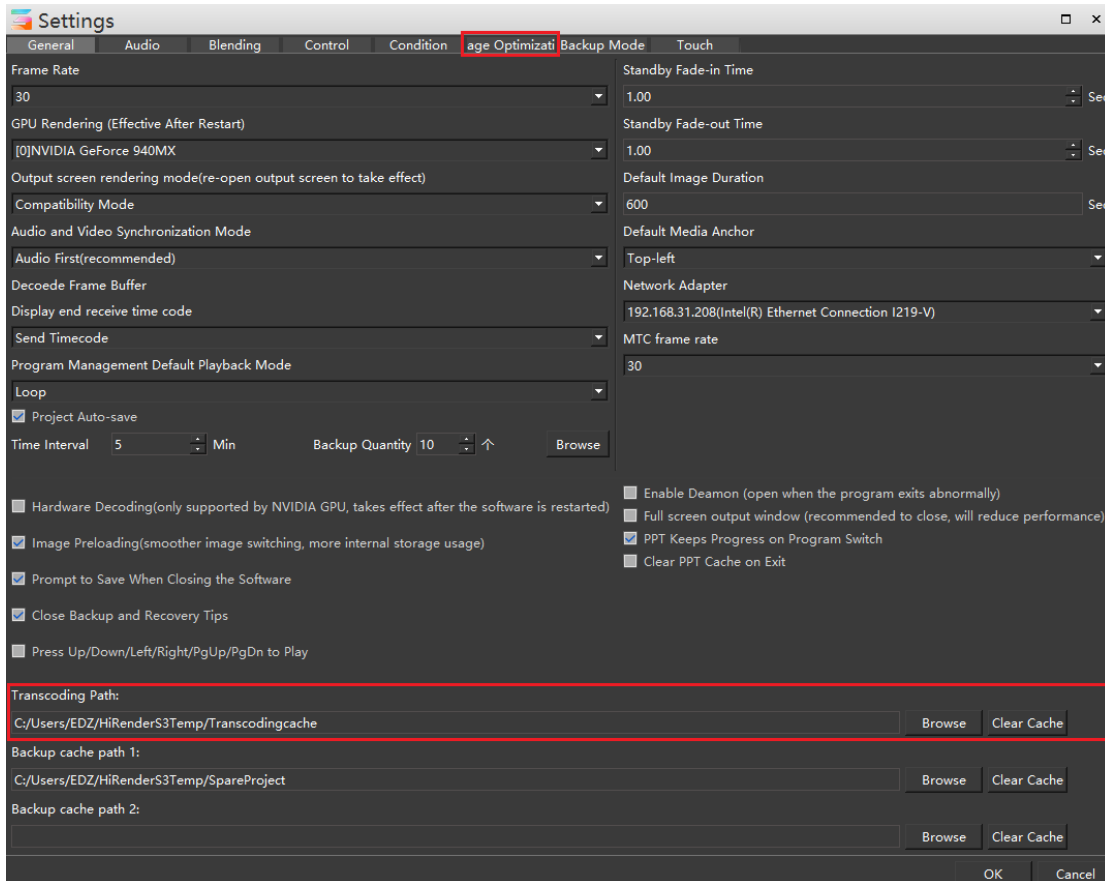 Settings
General Audio Blending Control Condition age Optimizati Backup Mode Touch
Frame Rate
30
GPU Rendering (Effective After Restart)
[0]NVIDIA GeForce 940MX
Output screen rendering mode(re-open output screen to take effect)
Compatibility Mode
Audio and Video Synchronization Mode
Audio First(recommended)
Decoede Frame Buffer
Display end receive time code
Send Timecode
Program Management Default Playback Mode
Loop
Project Auto-save
Time Interval 5 Min Backup Quantity 10 个 Browse
Hardware Decoding(only supported by NVIDIA GPU, takes effect after the software is restarted)
Image Preloading(smoother image switching, more internal storage usage)
Prompt to Save When Closing the Software
Close Backup and Recovery Tips
Press Up/Down/Left/Right/PgUp/PgDn to Play
Standby Fade-in Time
1.00 Sec
Standby Fade-out Time
1.00 Sec
Default Image Duration
600 Sec
Default Media Anchor
Top-left
Network Adapter
192.168.31.208(Intel(R) Ethernet Connection I219-V)
MTC frame rate
30
Enable Deamon (open when the program exits abnormally)
Full screen output window (recommended to close, will reduce performance)
PPT Keeps Progress on Program Switch
Clear PPT Cache on Exit
Transcoding Path:
C:/Users/EDZ/HiRenderS3Temp/Transcodingcache Browse Clear Cache
Backup cache path 1:
C:/Users/EDZ/HiRenderS3Temp/SpareProject Browse Clear Cache
Backup cache path 2:
Browse Clear Cache
OK Cancel